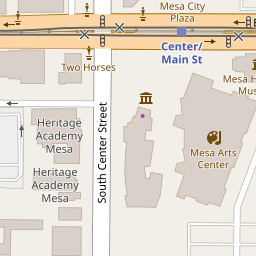 Mesa City
Plaza
Center/
Main St
Two Horses
Mesa H
Mus
Heritage
Academy
Mesa
South Center Street
Mesa Arts
Center
Heritage
Academy
Mesa